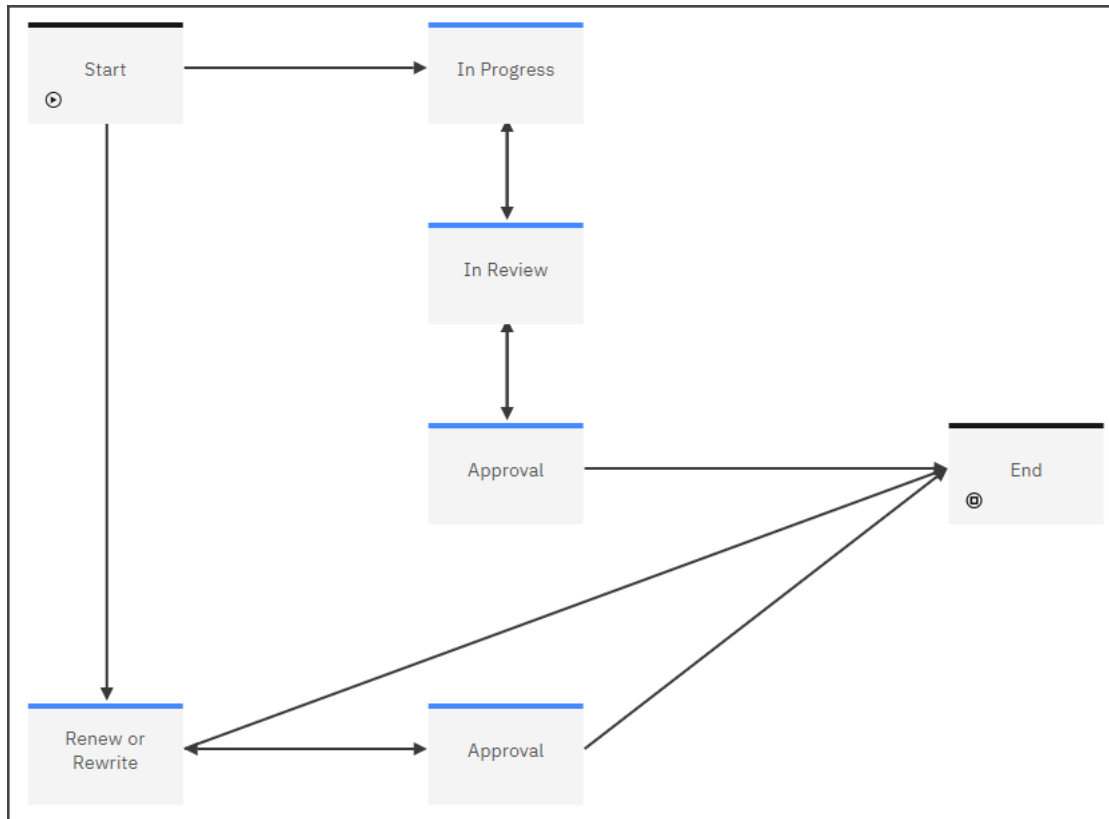 Start
In Progress
In Review
Approval
End
Renew or
Rewrite
Approval